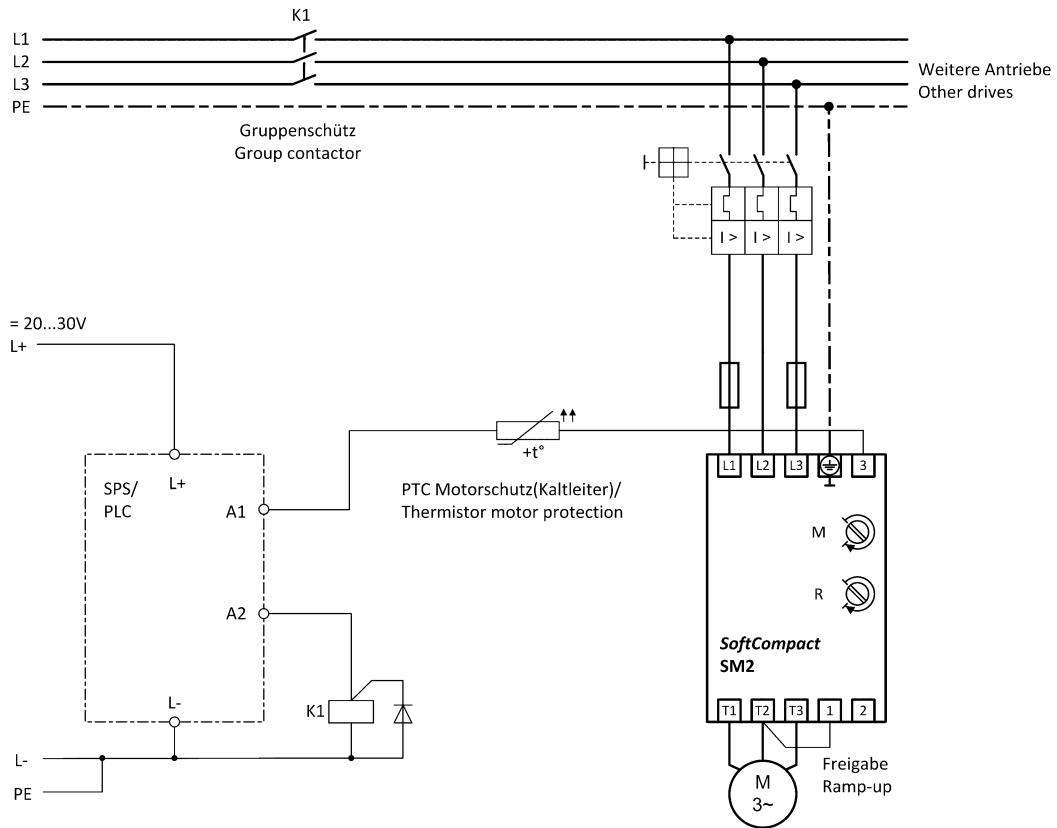 K1
L1
L2
L3
PE
Weitere Antriebe
Other drives
Gruppenschütz
Group contactor
I > I > I >
= 20...30V
L+
+t°
L1 L2 L3 3
SPS/
PLC
L+
A1
PTC Motorschutz(Kaltleiter)/
Thermistor motor protection
M
R
A2
SoftCompact
SM2
L-
K1
T1 T2 T3 1 2
L-
PE
M
3~
Freigabe
Ramp-up